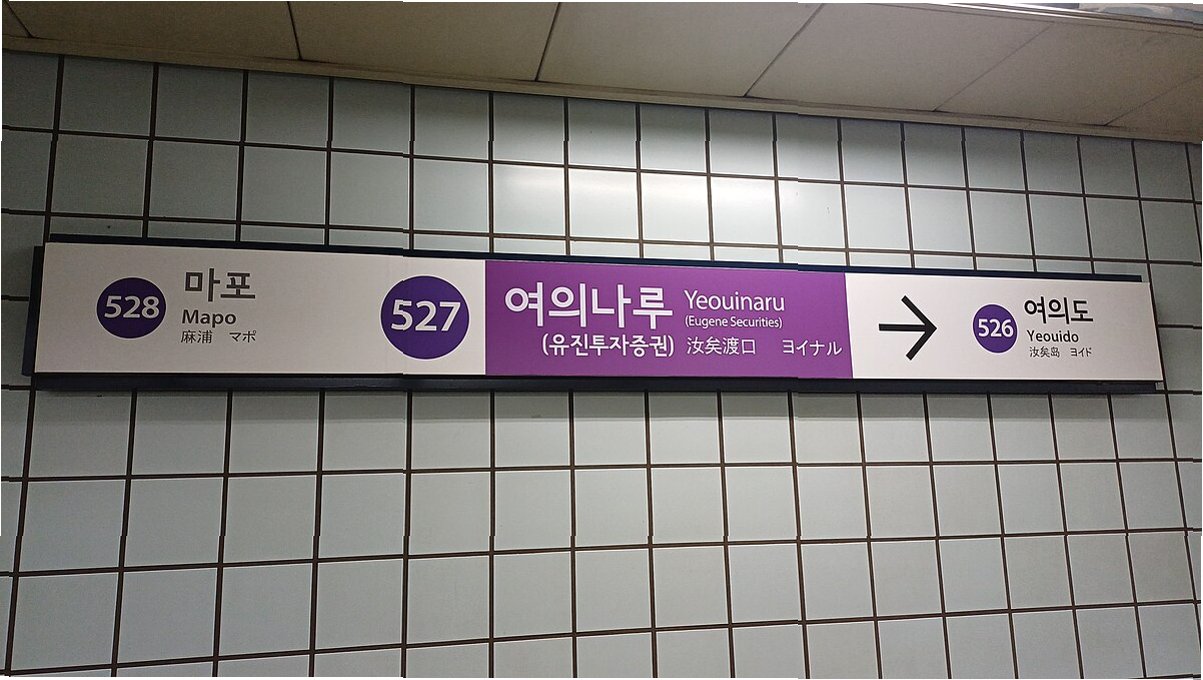 528
마포
Mapo
麻浦 マポ
527
여의나루
(유진투자증권)
Yeouinaru
(Eugene Securities)
汝矣渡口 ヨイナル
→
526
여의도
Yeouido
汝矣岛 ヨイド